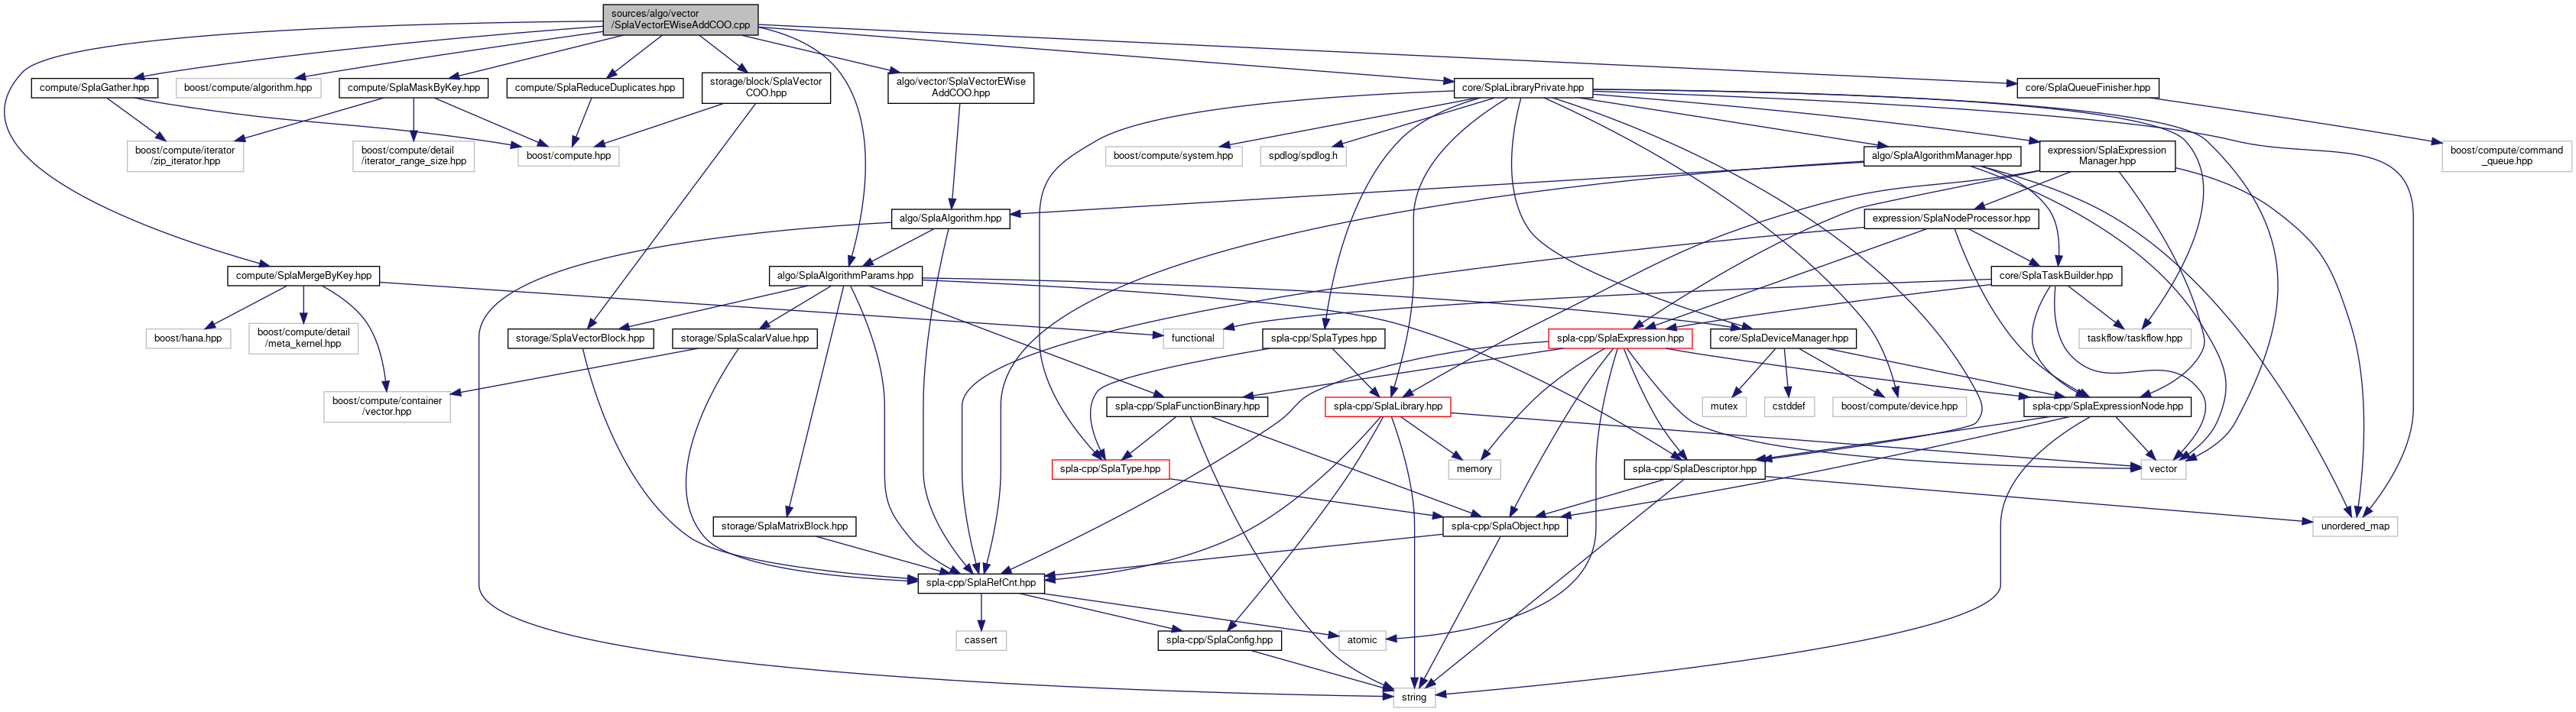 sources/algo/vector
/SplaVectorEWiseAddCOO.cpp
compute/SplaGather.hpp
boost/compute/algorithm.hpp
compute/SplaMaskByKey.hpp
compute/SplaReduceDuplicates.hpp
storage/block/SplaVector
COO.hpp
algo/vector/SplaVectorEWise
AddCOO.hpp
core/SplaLibraryPrivate.hpp
core/SplaQueueFinisher.hpp
boost/compute/iterator
/zip_iterator.hpp
boost/compute/detail
/iterator_range_size.hpp
boost/compute.hpp
boost/compute/system.hpp
spdlog/spdlog.h
algo/SplaAlgorithmManager.hpp
expression/SplaExpression
Manager.hpp
boost/compute/command
_queue.hpp
algo/SplaAlgorithm.hpp
expression/SplaNodeProcessor.hpp
compute/SplaMergeByKey.hpp
algo/SplaAlgorithmParams.hpp
core/SplaTaskBuilder.hpp
boost/hana.hpp
boost/compute/detail
/meta_kernel.hpp
storage/SplaVectorBlock.hpp
storage/SplaScalarValue.hpp
functional
spla-cpp/SplaTypes.hpp
spla-cpp/SplaExpression.hpp
core/SplaDeviceManager.hpp
taskflow/taskflow.hpp
boost/compute/container
/vector.hpp
spla-cpp/SplaFunctionBinary.hpp
spla-cpp/SplaLibrary.hpp
mutex
cstddef
boost/compute/device.hpp
spla-cpp/SplaExpressionNode.hpp
spla-cpp/SplaType.hpp
memory
spla-cpp/SplaDescriptor.hpp
vector
storage/SplaMatrixBlock.hpp
spla-cpp/SplaObject.hpp
unordered_map
spla-cpp/SplaRefCnt.hpp
cassert
spla-cpp/SplaConfig.hpp
atomic
string